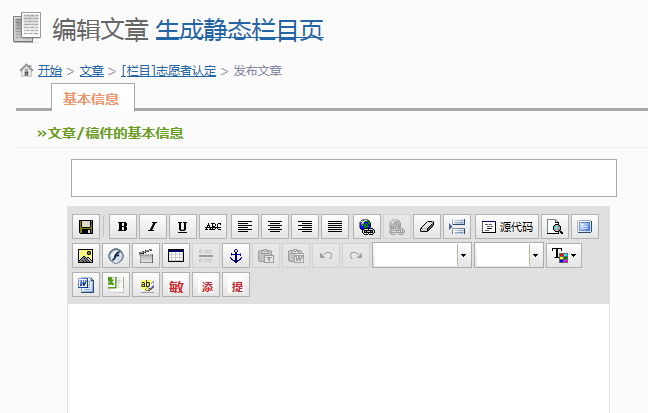 编辑文章 生成静态栏目页
开始 > 文章 > [栏目]志愿者认定 > 发布文章
基本信息
»文章/稿件的基本信息
B I U ABC 源代码
T
W ab 敏 添 提